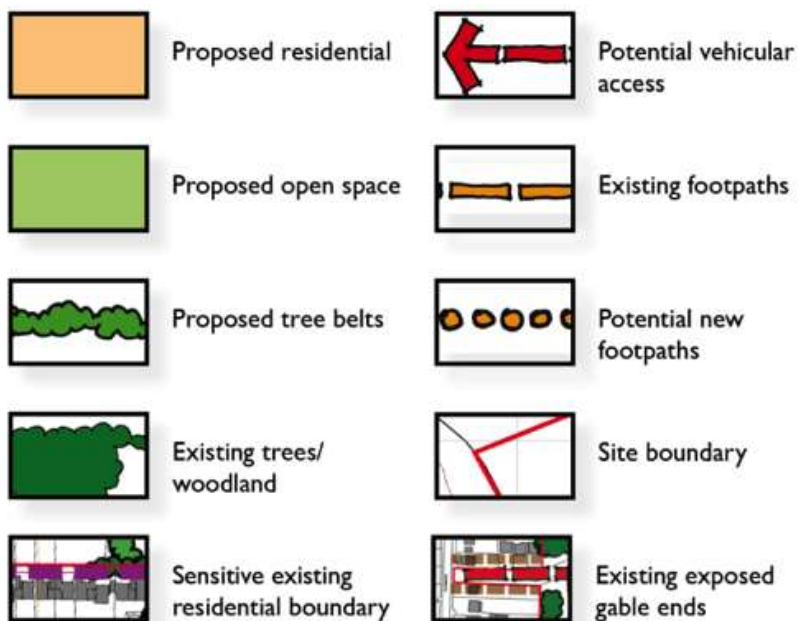 Proposed residential
Potential vehicular
access
Proposed open space
Existing footpaths
Proposed tree belts
Potential new
footpaths
Existing trees/
woodland
Site boundary
Sensitive existing
residential boundary
Existing exposed
gable ends